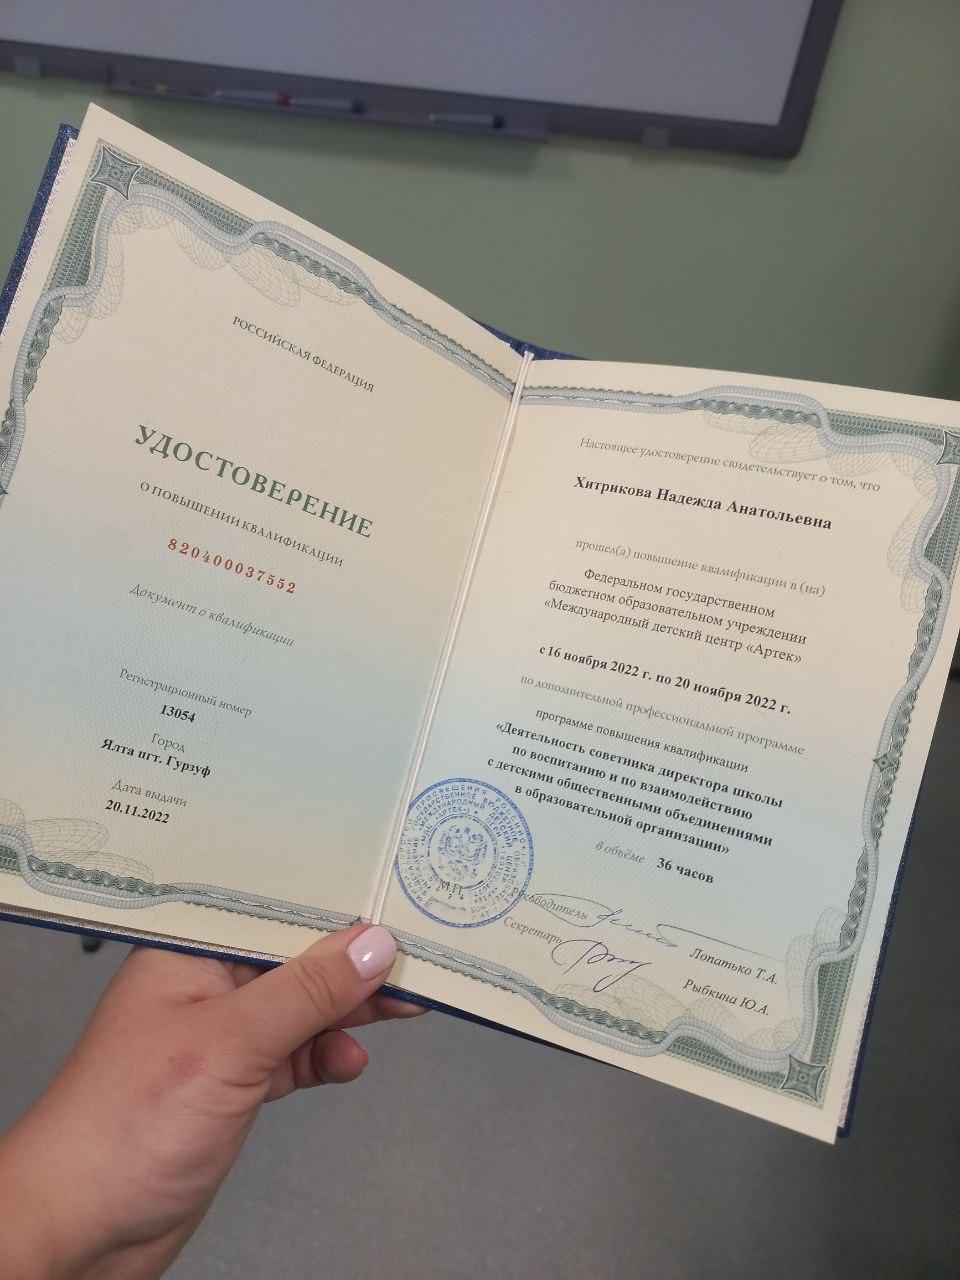 РОССИЙСКАЯ ФЕДЕРАЦИЯ
УДОСТОВЕРЕНИЕ
О ПОВЫШЕНИИ КВАЛИФИКАЦИИ
820400037552
Документ о квалификации
Регистрационный номер
13054
Город
Ялта пгт. Гурзуф
Дата выдачи
20.11.2022
Настоящее удостоверение свидетельствует о том, что
Хитрикова Надежда Анатольевна
прошел(а) повышение квалификации в (на)
Федеральном государственном
бюджетном образовательном учреждении
«Международный детский центр «Артек»
с 16 ноября 2022 г. по 20 ноября 2022 г.
по дополнительной профессиональной программе
программе повышения квалификации
«Деятельность советника директора школы
по воспитанию и по взаимодействию
с детскими общественными объединениями
в образовательной организации»
в объёме 36 часов
М.П.
Руководитель Лопатько Т.А.
Секретарь Рыбкина Ю.А.